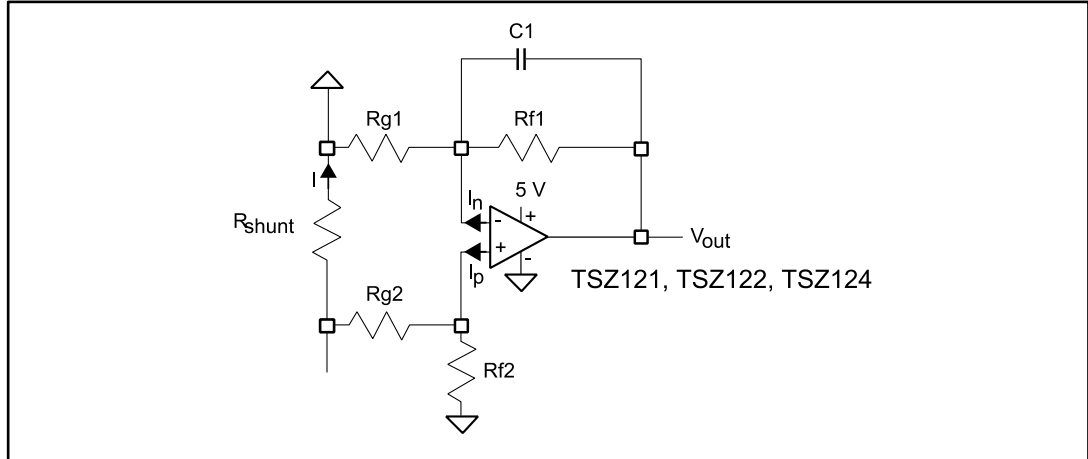 C1
Rg1
Rf1
I
In
5 V
+
-
Rshunt
+
-
Vout
Ip
TSZ121, TSZ122, TSZ124
Rg2
Rf2